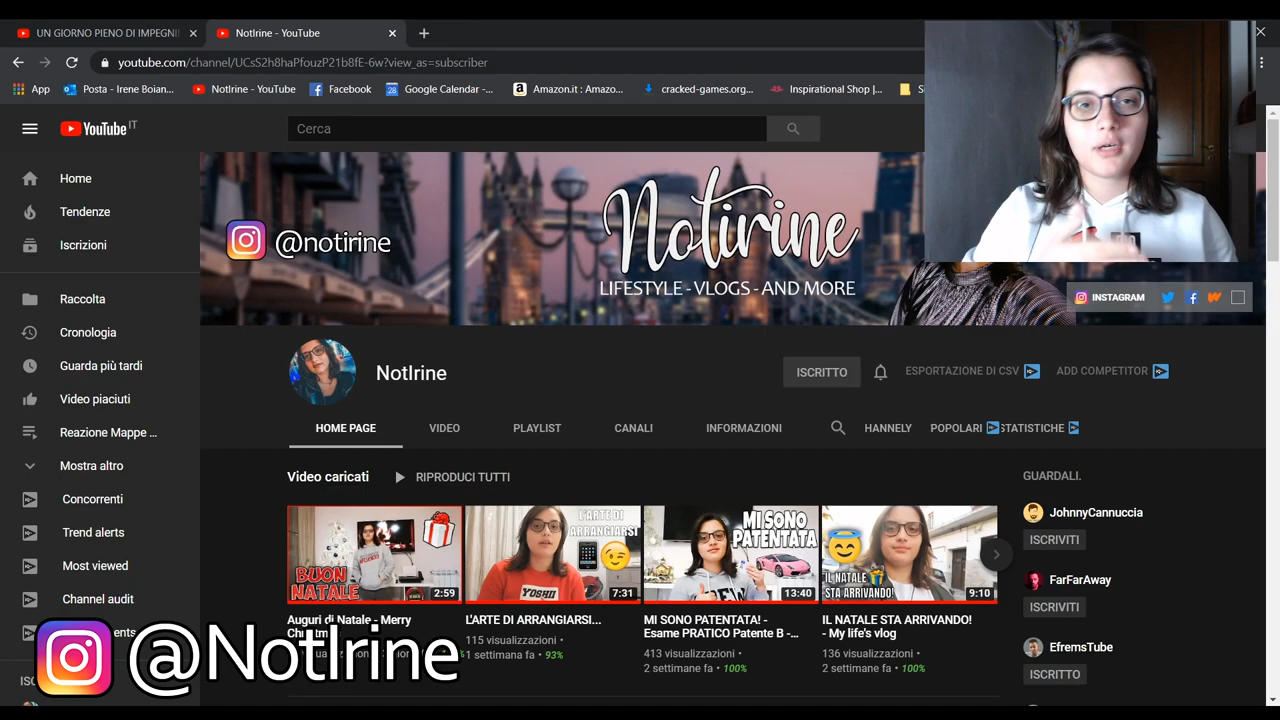 UN GIORNO PIENO DI IMPEGNI
NotIrine - YouTube
youtube.com/channel/UCsS2h8haPfouzP21b8fE-6w?view_as=subscriber
App
Posta - Irene Boian...
NotIrine - YouTube
Facebook
Google Calendar -...
Amazon.it : Amazo...
cracked-games.org...
Inspirational Shop |...
YouTube IT
Cerca
Home
Tendenze
Iscrizioni
Raccolta
Cronologia
Guarda più tardi
Video piaciuti
Reazione Mappe ...
Mostra altro
Concorrenti
Trend alerts
Most viewed
Channel audit
@notirine
Notirine
LIFESTYLE - VLOGS - AND MORE
INSTAGRAM
NotIrine
ISCRITTO
ESPORTAZIONE DI CSV
ADD COMPETITOR
HOME PAGE
VIDEO
PLAYLIST
CANALI
INFORMAZIONI
HANNELY
POPOLARI
STATISTICHE
Video caricati
RIPRODUCI TUTTI
BUON
NATALE
2:59
L'ARTE DI
ARRANGIARSI
YOSHI
7:31
MI SONO
PATENTATA!
13:40
IL NATALE
STA ARRIVANDO!
9:10
Auguri di Natale - Merry
L'ARTE DI ARRANGIARSI...
115 visualizzazioni •
1 settimana fa • 93%
MI SONO PATENTATA! -
Esame PRATICO Patente B -...
413 visualizzazioni •
2 settimane fa • 100%
IL NATALE STA ARRIVANDO!
- My life's vlog
136 visualizzazioni •
2 settimane fa • 100%
GUARDALI.
JohnnyCannuccia
ISCRIVITI
FarFarAway
ISCRIVITI
EfremsTube
ISCRITTO
@NotIrine